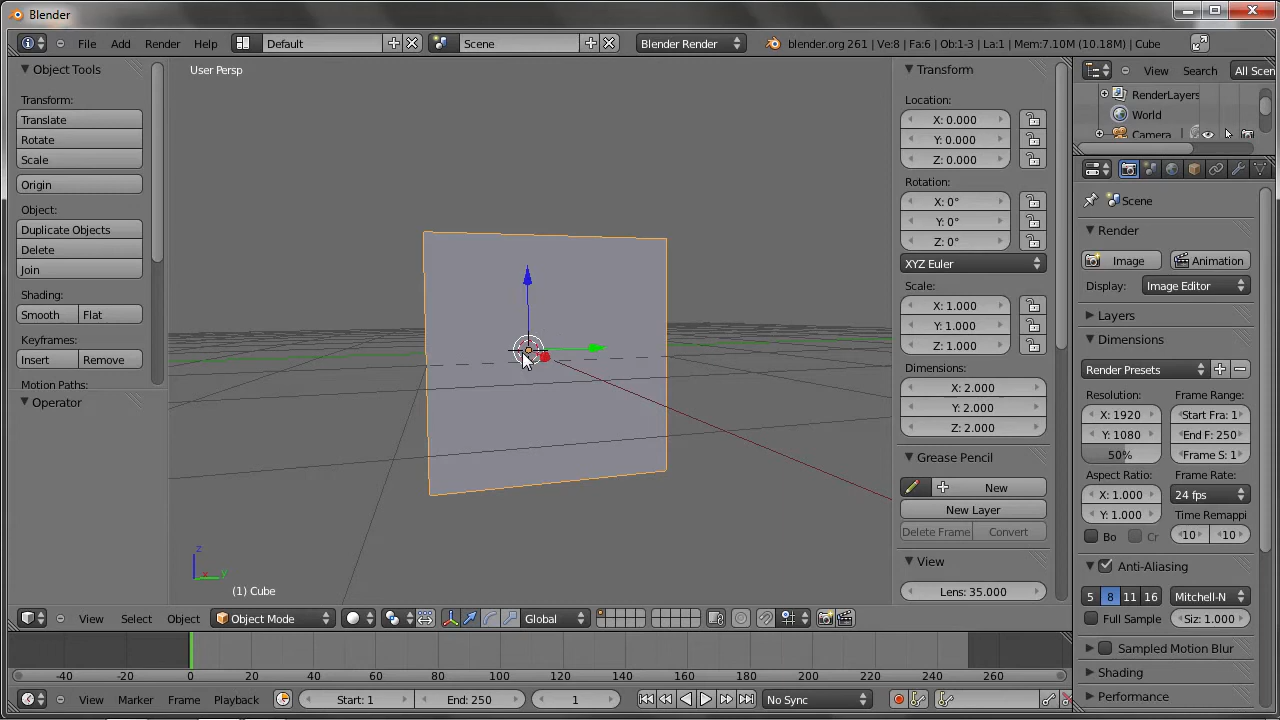 Blender
File Add Render Help Default Scene Blender Render blender.org 261 | Ve:8 | Fa:6 | Ob:1-3 | La:1 | Mem:7.10M (10.18M) | Cube
Object Tools
Transform:
Translate
Rotate
Scale
Origin
Object:
Duplicate Objects
Delete
Join
Shading:
Smooth Flat
Keyframes:
Insert Remove
Motion Paths:
Operator
User Persp
z
x y
(1) Cube
Transform
Location:
X: 0.000
Y: 0.000
Z: 0.000
Rotation:
X: 0°
Y: 0°
Z: 0°
XYZ Euler
Scale:
X: 1.000
Y: 1.000
Z: 1.000
Dimensions:
X: 2.000
Y: 2.000
Z: 2.000
Grease Pencil
New
New Layer
Delete Frame Convert
View
Lens: 35.000
View Search All Scen
RenderLayers
World
Camera
Scene
Render
Image Animation
Display: Image Editor
Layers
Dimensions
Render Presets
Resolution: Frame Range:
X: 1920 Start Fra: 1
Y: 1080 End F: 250
50% Frame S: 1
Aspect Ratio: Frame Rate:
X: 1.000 24 fps
Y: 1.000 Time Remappi
Bo Cr 10 10
Anti-Aliasing
5 8 11 16 Mitchell-N
Full Sample Siz: 1.000
Sampled Motion Blur
Shading
Performance
View Select Object Object Mode Global
-40 -20 0 20 40 60 80 100 120 140 160 180 200 220 240 260
View Marker Frame Playback Start: 1 End: 250 1 No Sync